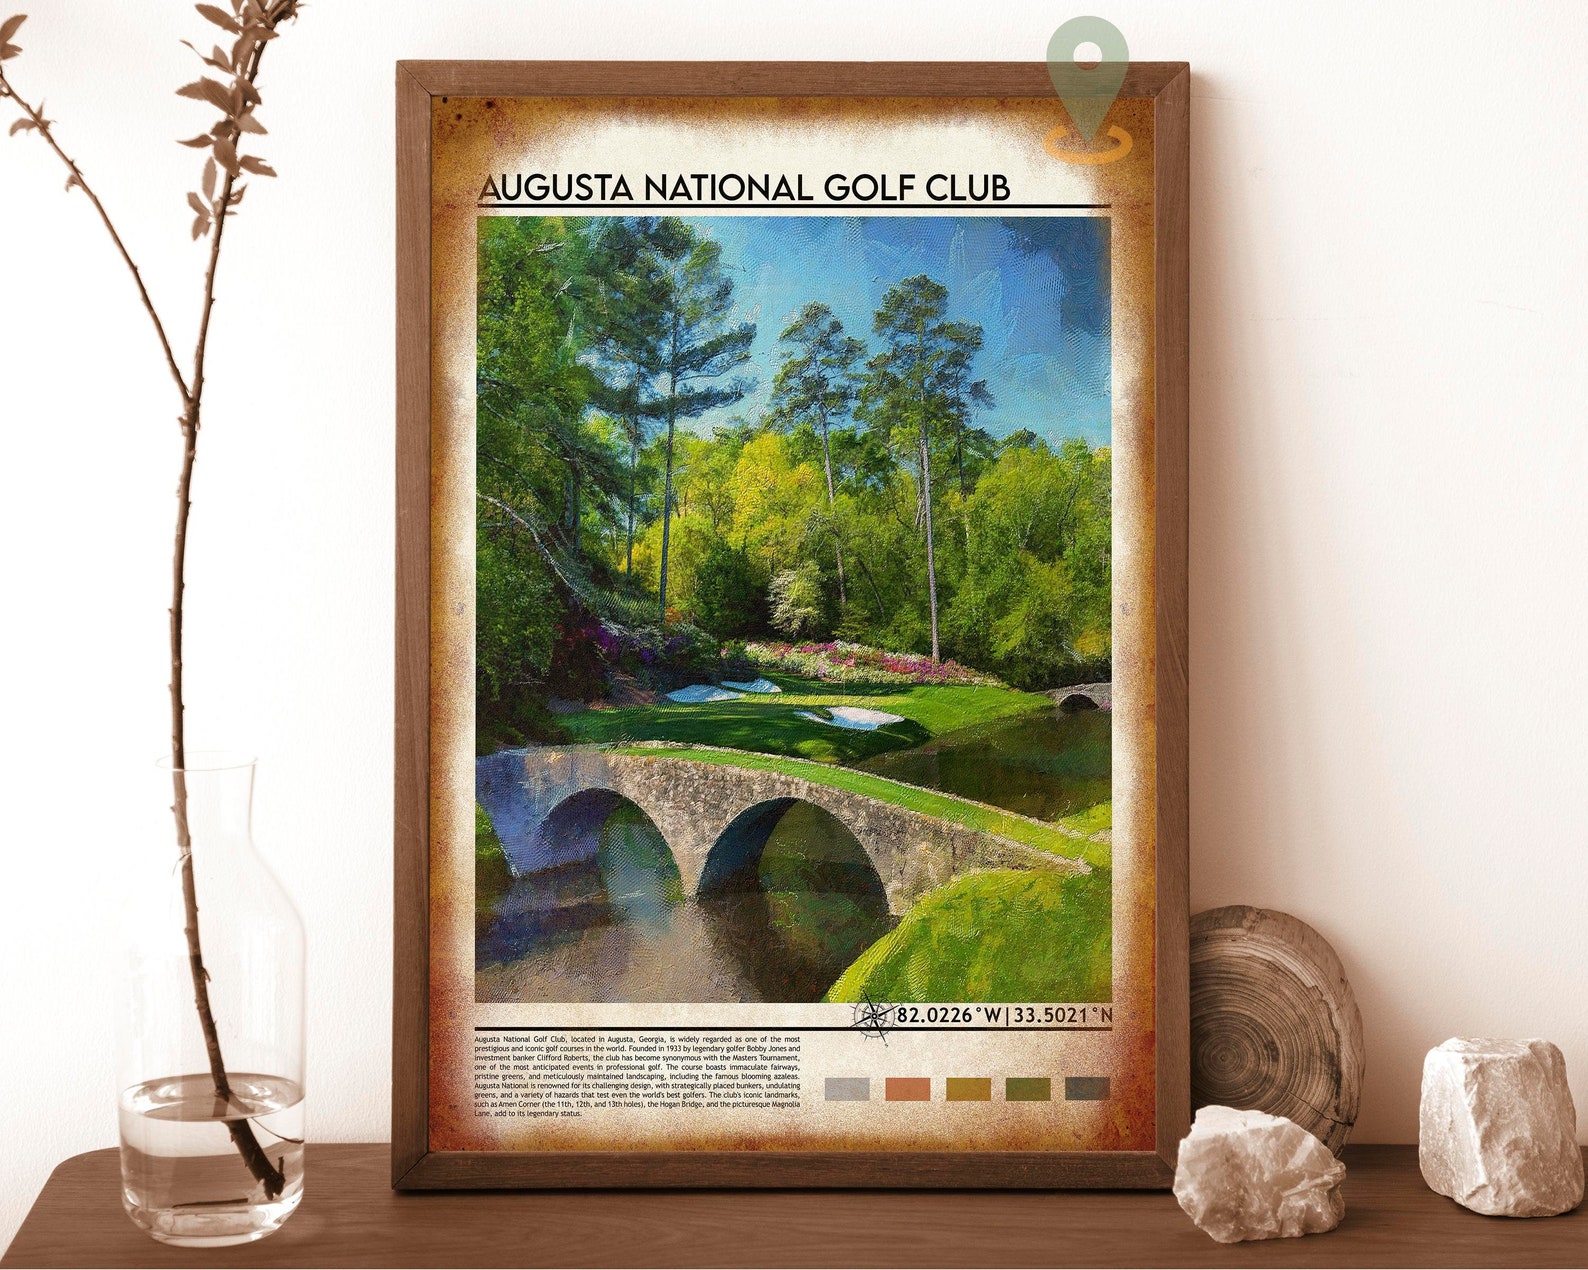 AUGUSTA NATIONAL GOLF CLUB
82.0226°W|33.5021°N
Augusta National Golf Club, located in Augusta, Georgia, is widely regarded as one of the most
prestigious and iconic golf courses in the world. Founded in 1933 by legendary golfer Bobby Jones and
investment banker Clifford Roberts, the club has become synonymous with the Masters Tournament,
one of the most anticipated events in professional golf. The course boasts immaculate fairways,
pristine greens, and meticulously maintained landscaping, including the famous blooming azaleas.
Augusta National is renowned for its challenging design, with strategically placed bunkers, undulating
greens, and a variety of hazards that test even the world's best golfers. The club's iconic landmarks,
such as Amen Corner (the 11th, 12th, and 13th holes), the Hogan Bridge, and the picturesque Magnolia
Lane, add to its legendary status.